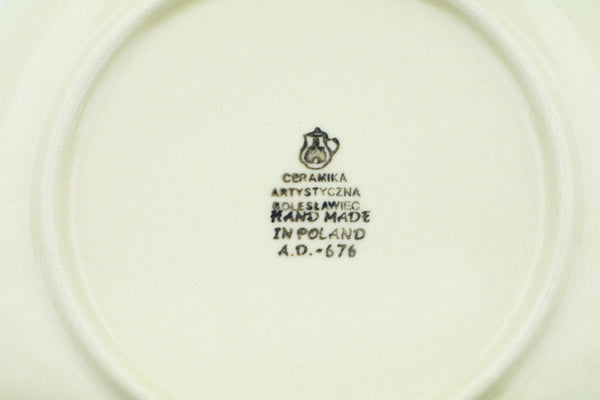 CERAMIKA
ARTYSTYCZNA
BOLESŁAWIEC
HAND MADE
IN POLAND
A.D.-676